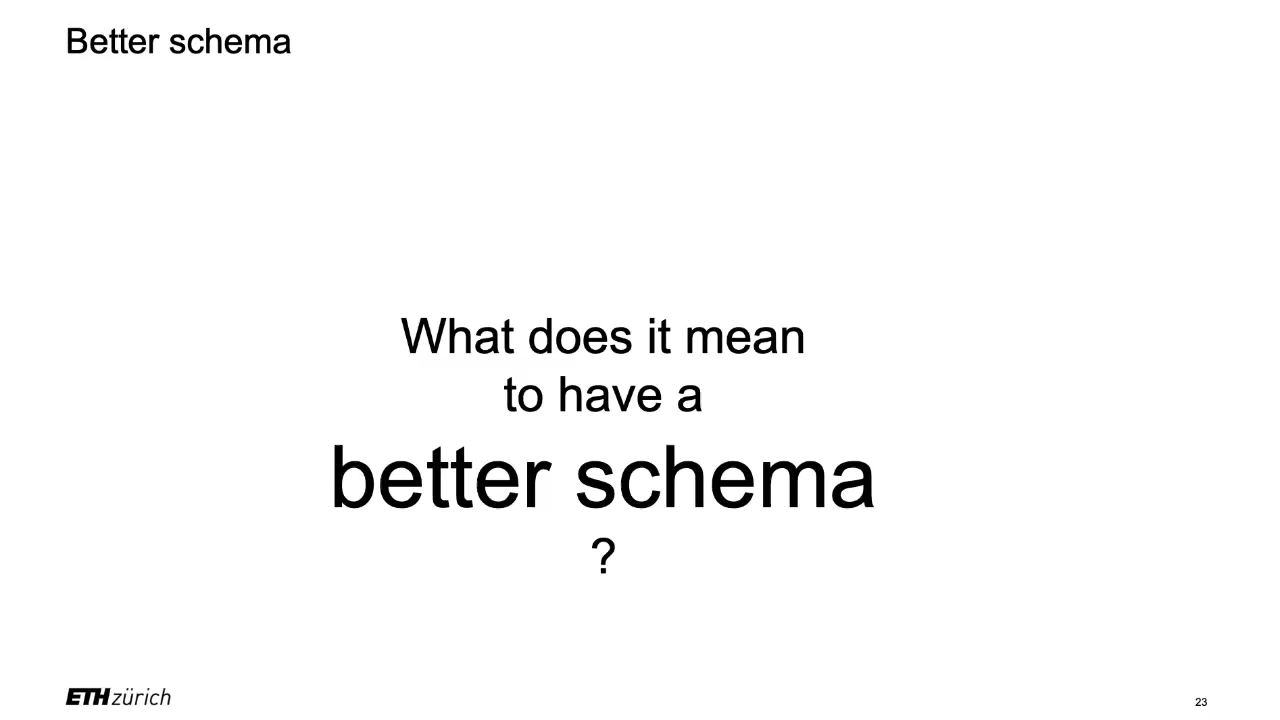 Better schema
What does it mean
to have a
better schema
?
ETH zürich
23